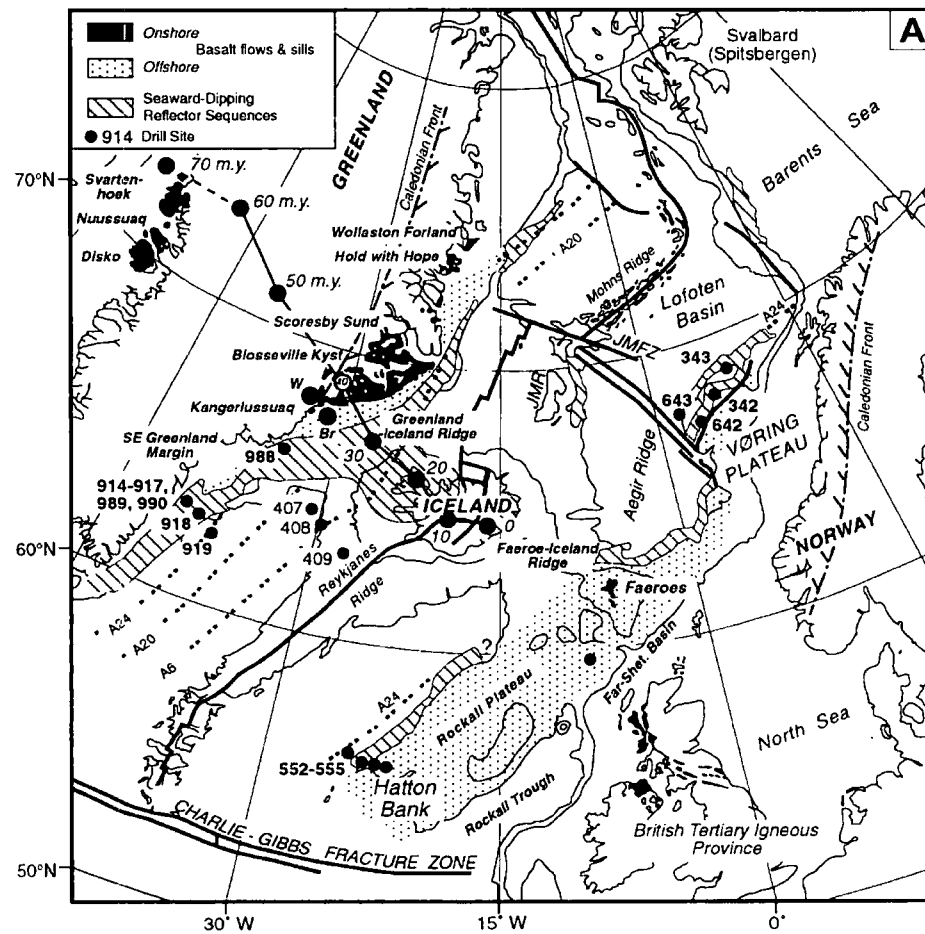 A
Onshore
Basalt flows & sills
Offshore
Seaward-Dipping
Reflector Sequences
914 Drill Site
Svalbard
(Spitsbergen)
Barents Sea
GREENLAND
Caledonian Front
70°N
70 m.y.
Svarten-
hoek
60 m.y.
Nuussuaq
Disko
50 m.y.
Wollaston Forland
Hold with Hope
A20
Mohns Ridge
Lofoten
Basin
A24
Scoresby Sund
Blosseville Kyst
JMFZ
343
W
40
JMR
643
342
642
Kangerlussuaq
Br
Greenland
Iceland Ridge
VØRING
PLATEAU
Caledonian Front
SE Greenland
Margin
988
30
20
Aegir Ridge
914-917,
989, 990
407
ICELAND
918
408
10
0
NORWAY
919
409
60°N
Reykjanes
Ridge
Faeroe-Iceland
Ridge
Faeroes
A24
A20
A6
?
Far-Shet. Basin
A24
Rockall Plateau
North Sea
552-555
Hatton
Bank
Rockall Trough
British Tertiary Igneous
Province
CHARLIE-GIBBS FRACTURE ZONE
50°N
30° W
15° W
0°